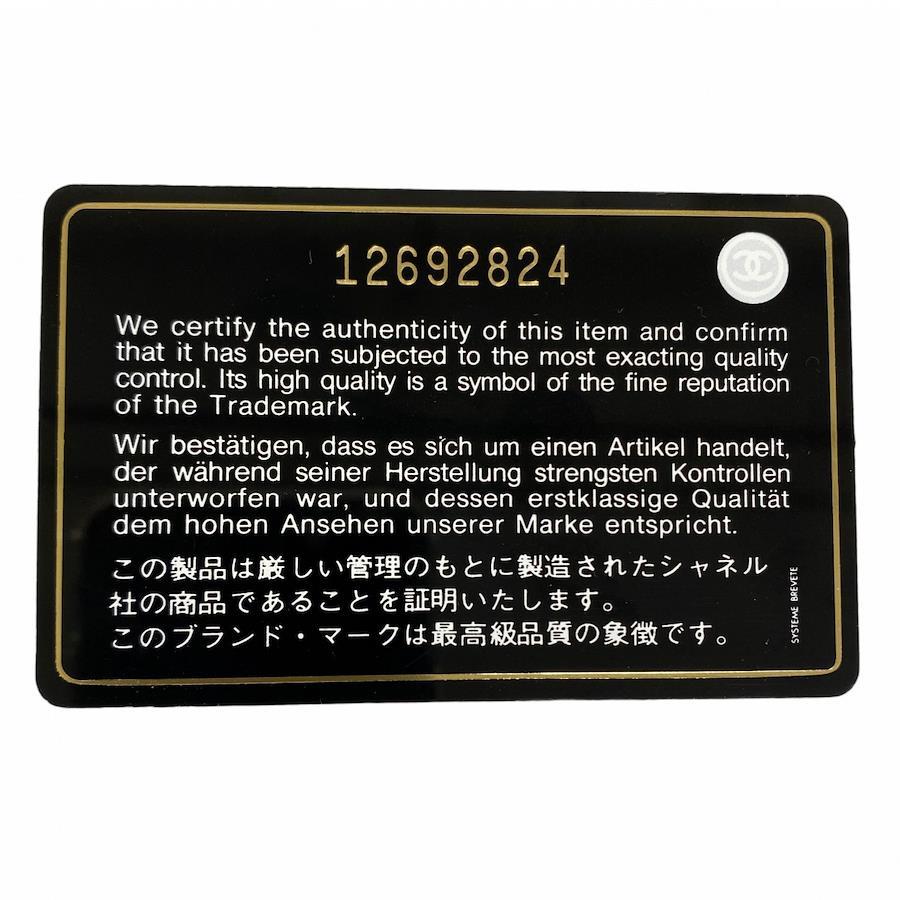 12692824
We certify the authenticity of this item and confirm
that it has been subjected to the most exacting quality
control. Its high quality is a symbol of the fine reputation
of the Trademark.
Wir bestätigen, dass es sich um einen Artikel handelt,
der während seiner Herstellung strengsten Kontrollen
unterworfen war, und dessen erstklassige Qualität
dem hohen Ansehen unserer Marke entspricht.
この製品は厳しい管理のもとに製造されたシャネル
社の商品であることを証明いたします。
このブランド・マークは最高級品質の象徴です。
SYSTEME BREVETE